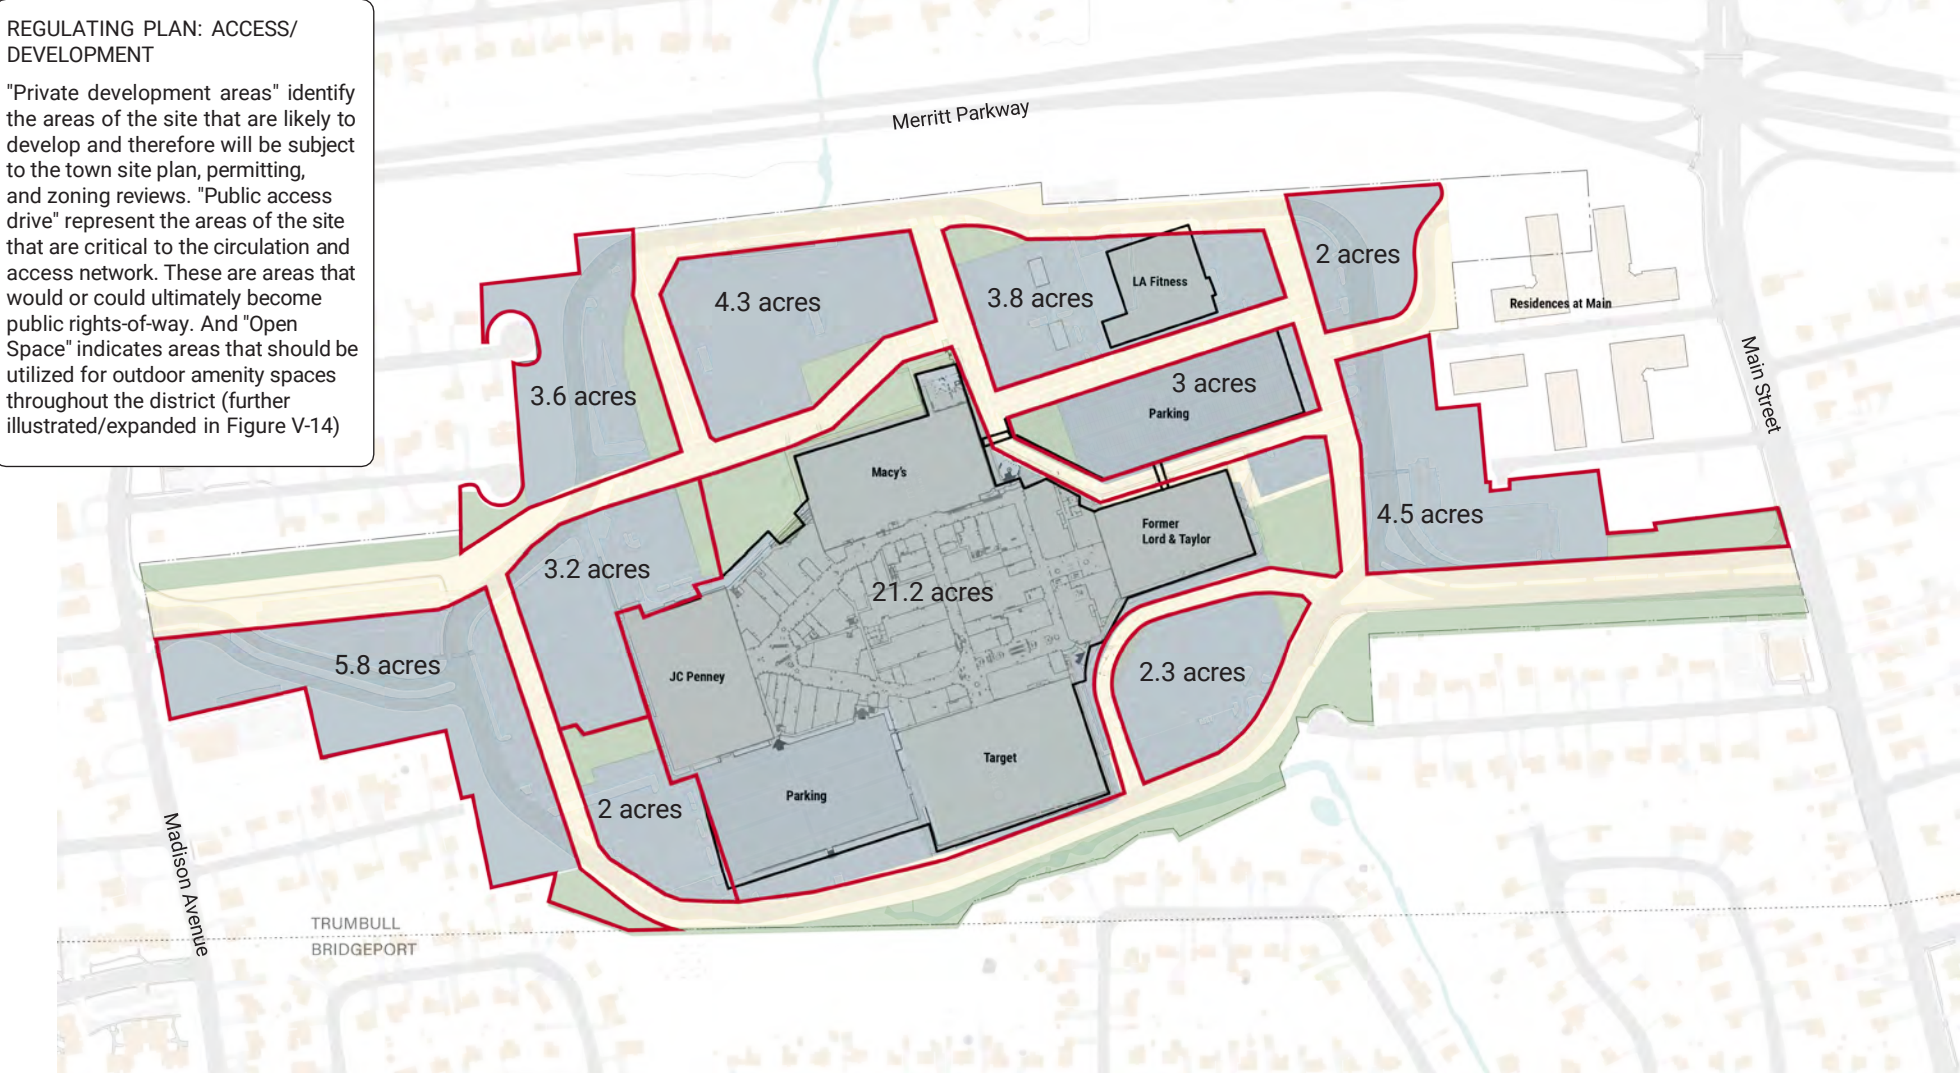 REGULATING PLAN: ACCESS/
DEVELOPMENT
"Private development areas" identify
the areas of the site that are likely to
develop and therefore will be subject
to the town site plan, permitting,
and zoning reviews. "Public access
drive" represent the areas of the site
that are critical to the circulation and
access network. These are areas that
would or could ultimately become
public rights-of-way. And "Open
Space" indicates areas that should be
utilized for outdoor amenity spaces
throughout the district (further
illustrated/expanded in Figure V-14)
Merritt Parkway
2 acres
4.3 acres
3.8 acres
LA Fitness
Residences at Main
Main Street
3.6 acres
3 acres
Parking
Macy's
4.5 acres
Former
Lord & Taylor
3.2 acres
21.2 acres
5.8 acres
JC Penney
2.3 acres
Target
Parking
2 acres
Madison Avenue
TRUMBULL
BRIDGEPORT